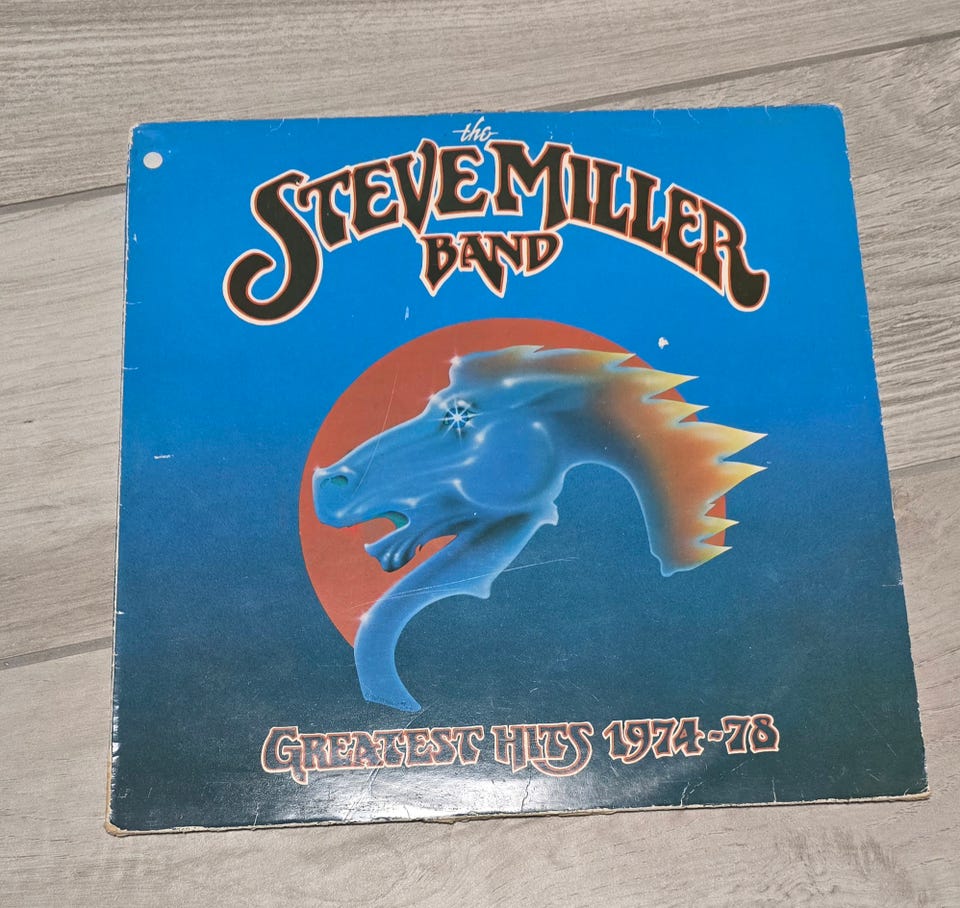 the
STEVE MILLER
BAND
GREATEST HITS 1974-78